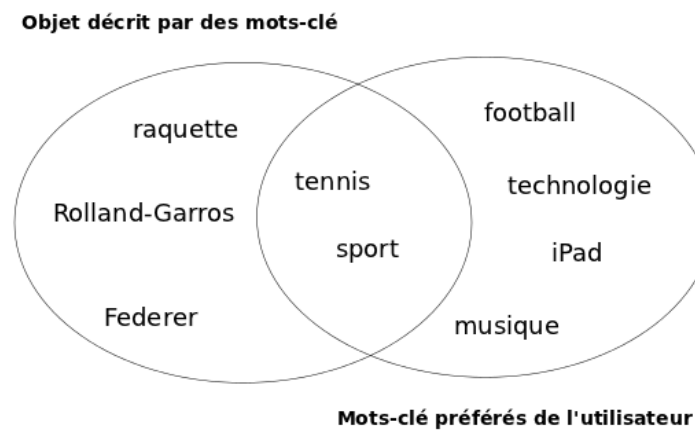 Objet décrit par des mots-clé
football
raquette
tennis
technologie
Rolland-Garros
sport
iPad
Federer
musique
Mots-clé préférés de l'utilisateur